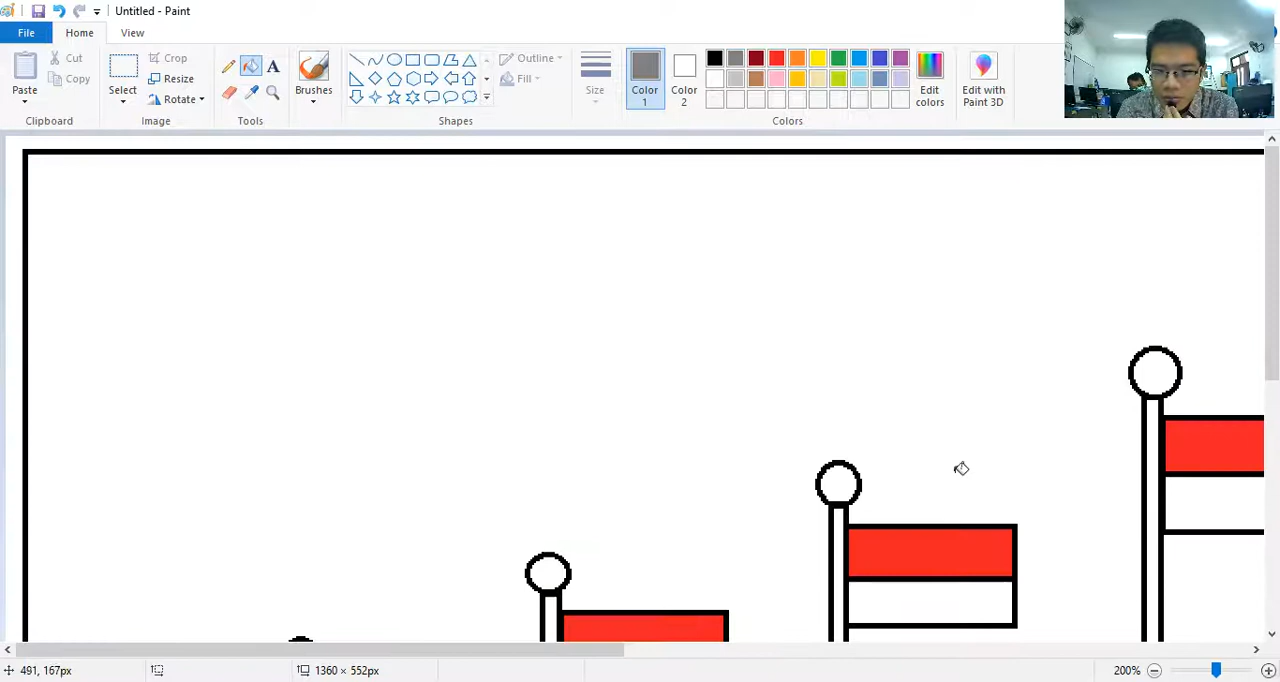 Untitled - Paint
File Home View
Paste
Cut
Copy
Clipboard
Select
Crop
Resize
Rotate
Image
A
Tools
Brushes
Outline
Fill
Shapes
Size
Color 1
Color 2
Edit colors
Edit with Paint 3D
Colors
491, 167px
1360 × 552px
200%